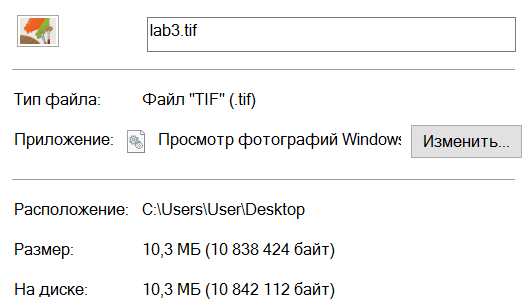 lab3.tif
Тип файла: Файл "TIF" (.tif)
Приложение: Просмотр фотографий Windows Изменить...
Расположение: C:\Users\User\Desktop
Размер: 10,3 МБ (10 838 424 байт)
На диске: 10,3 МБ (10 842 112 байт)